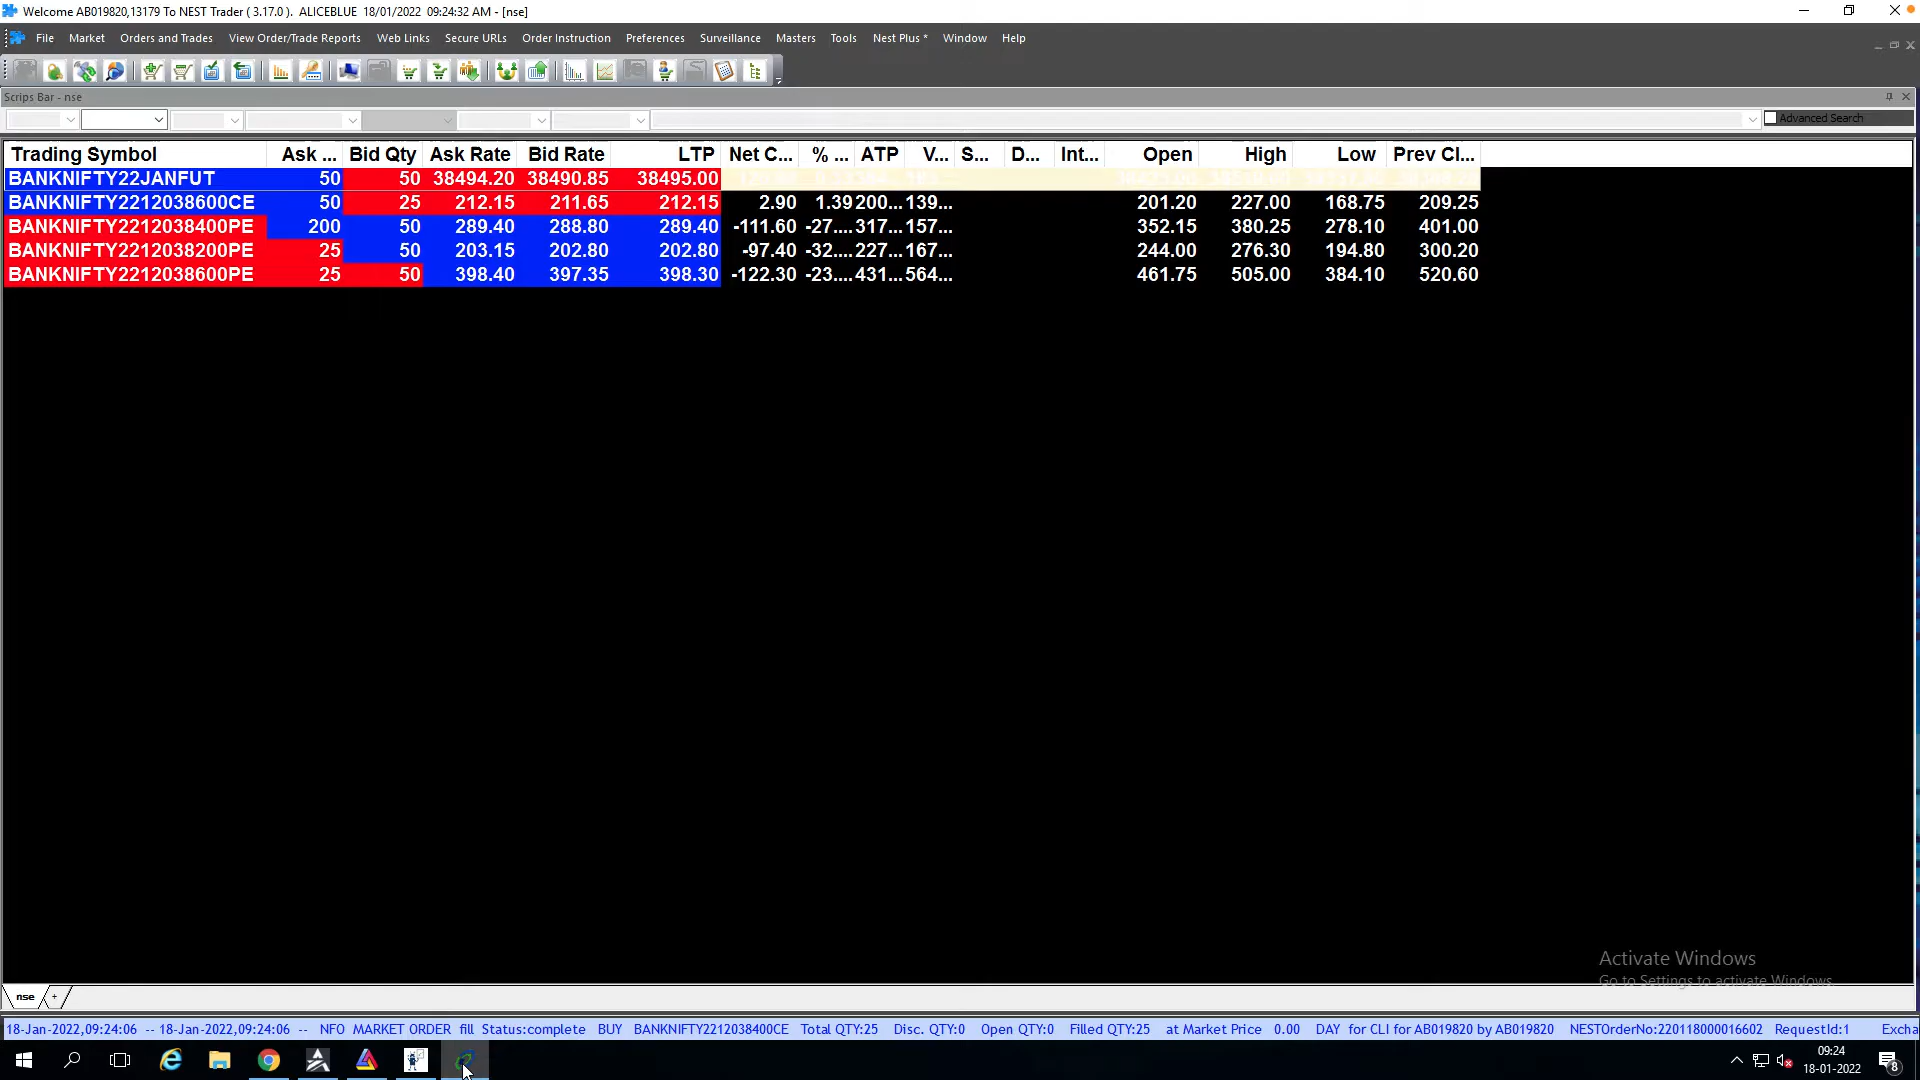 Welcome AB019820,13179 To NEST Trader ( 3.17.0 ).  ALICEBLUE  18/01/2022  09:24:32 AM - [nse]
File Market Orders and Trades View Order/Trade Reports Web Links Secure URLs Order Instruction Preferences Surveillance Masters Tools Nest Plus * Window Help
Scrips Bar - nse
Advanced Search
Trading Symbol Ask ... Bid Qty Ask Rate Bid Rate LTP Net C... % ... ATP V... S... D... Int... Open High Low Prev Cl...
BANKNIFTY22JANFUT 50 50 38494.20 38490.85 38495.00
BANKNIFTY2212038600CE 50 25 212.15 211.65 212.15 2.90 1.39 200... 139... 201.20 227.00 168.75 209.25
BANKNIFTY2212038400PE 200 50 289.40 288.80 289.40 -111.60 -27.... 317... 157... 352.15 380.25 278.10 401.00
BANKNIFTY2212038200PE 25 50 203.15 202.80 202.80 -97.40 -32.... 227... 167... 244.00 276.30 194.80 300.20
BANKNIFTY2212038600PE 25 50 398.40 397.35 398.30 -122.30 -23.... 431... 564... 461.75 505.00 384.10 520.60
Activate Windows
Go to Settings to activate Windows.
nse +
18-Jan-2022,09:24:06 -- 18-Jan-2022,09:24:06 -- NFO MARKET ORDER fill Status:complete BUY BANKNIFTY2212038400CE Total QTY:25 Disc. QTY:0 Open QTY:0 Filled QTY:25 at Market Price 0.00 DAY for CLI for AB019820 by AB019820 NESTOrderNo:220118000016602 RequestId:1 Excha
09:24
18-01-2022
8